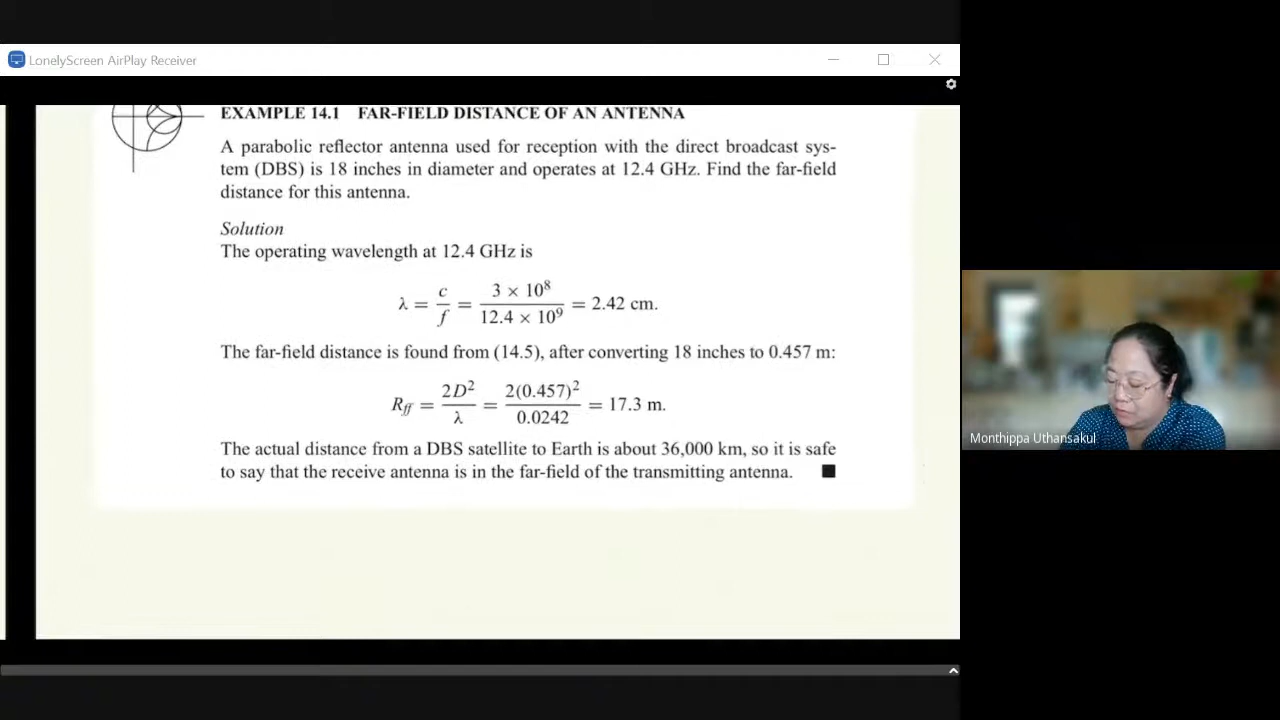 LonelyScreen AirPlay Receiver
EXAMPLE 14.1 FAR-FIELD DISTANCE OF AN ANTENNA
A parabolic reflector antenna used for reception with the direct broadcast sys-
tem (DBS) is 18 inches in diameter and operates at 12.4 GHz. Find the far-field
distance for this antenna.
Solution
The operating wavelength at 12.4 GHz is
λ = c/f = 3 × 10⁸ / 12.4 × 10⁹ = 2.42 cm.
The far-field distance is found from (14.5), after converting 18 inches to 0.457 m:
R_ff = 2D²/λ = 2(0.457)² / 0.0242 = 17.3 m.
The actual distance from a DBS satellite to Earth is about 36,000 km, so it is safe
to say that the receive antenna is in the far-field of the transmitting antenna.
Monthippa Uthansakul